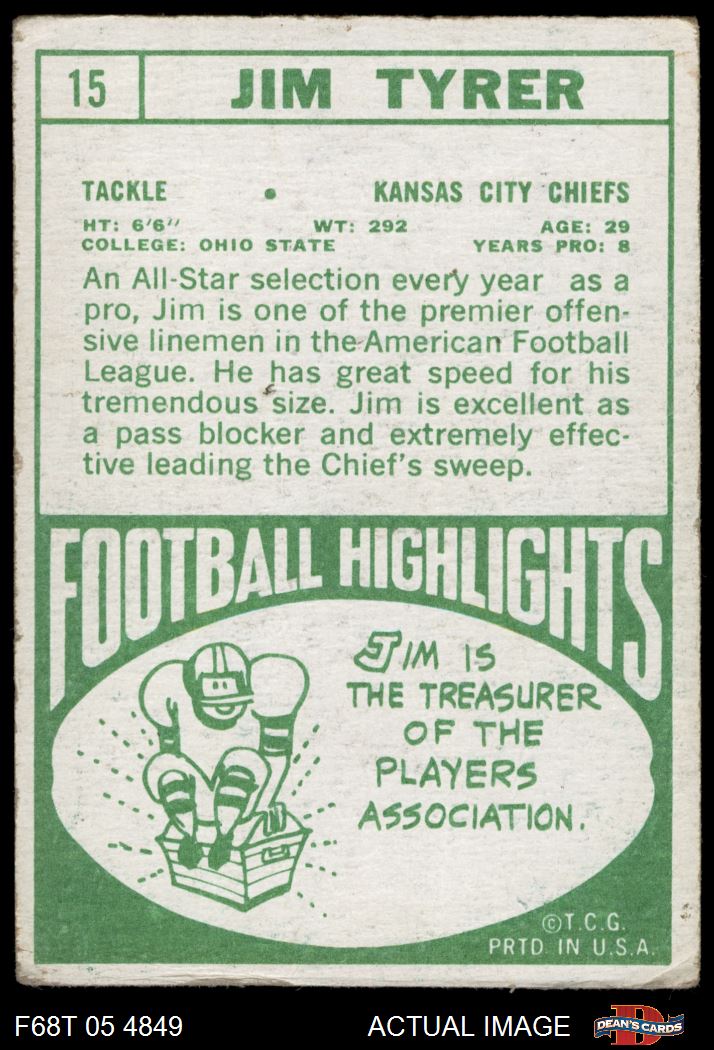 15 JIM TYRER
TACKLE • KANSAS CITY CHIEFS
HT: 6'6" WT: 292 AGE: 29
COLLEGE: OHIO STATE YEARS PRO: 8
An All-Star selection every year as a
pro, Jim is one of the premier offen-
sive linemen in the American Football
League. He has great speed for his
tremendous size. Jim is excellent as
a pass blocker and extremely effec-
tive leading the Chief's sweep.
FOOTBALL HIGHLIGHTS
JIM IS
THE TREASURER
OF THE
PLAYERS
ASSOCIATION.
©T.C.G.
PRTD. IN U.S.A.
F68T 05 4849 ACTUAL IMAGE D DEAN'S CARDS